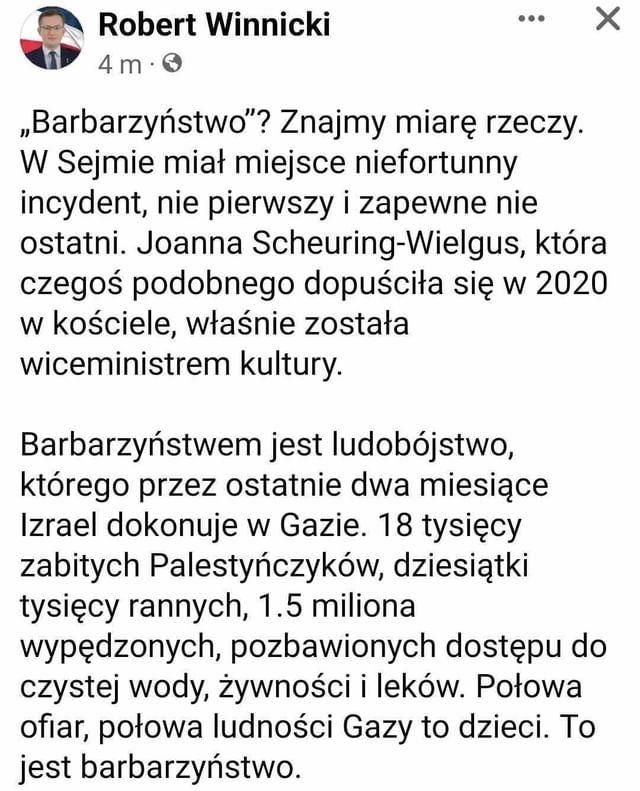 Robert Winnicki
4 m ·
„Barbarzyństwo”? Znajmy miarę rzeczy.
W Sejmie miał miejsce niefortunny
incydent, nie pierwszy i zapewne nie
ostatni. Joanna Scheuring-Wielgus, która
czegoś podobnego dopuściła się w 2020
w kościele, właśnie została
wiceministrem kultury.
Barbarzyństwem jest ludobójstwo,
którego przez ostatnie dwa miesiące
Izrael dokonuje w Gazie. 18 tysięcy
zabitych Palestyńczyków, dziesiątki
tysięcy rannych, 1.5 miliona
wypędzonych, pozbawionych dostępu do
czystej wody, żywności i leków. Połowa
ofiar, połowa ludności Gazy to dzieci. To
jest barbarzyństwo.